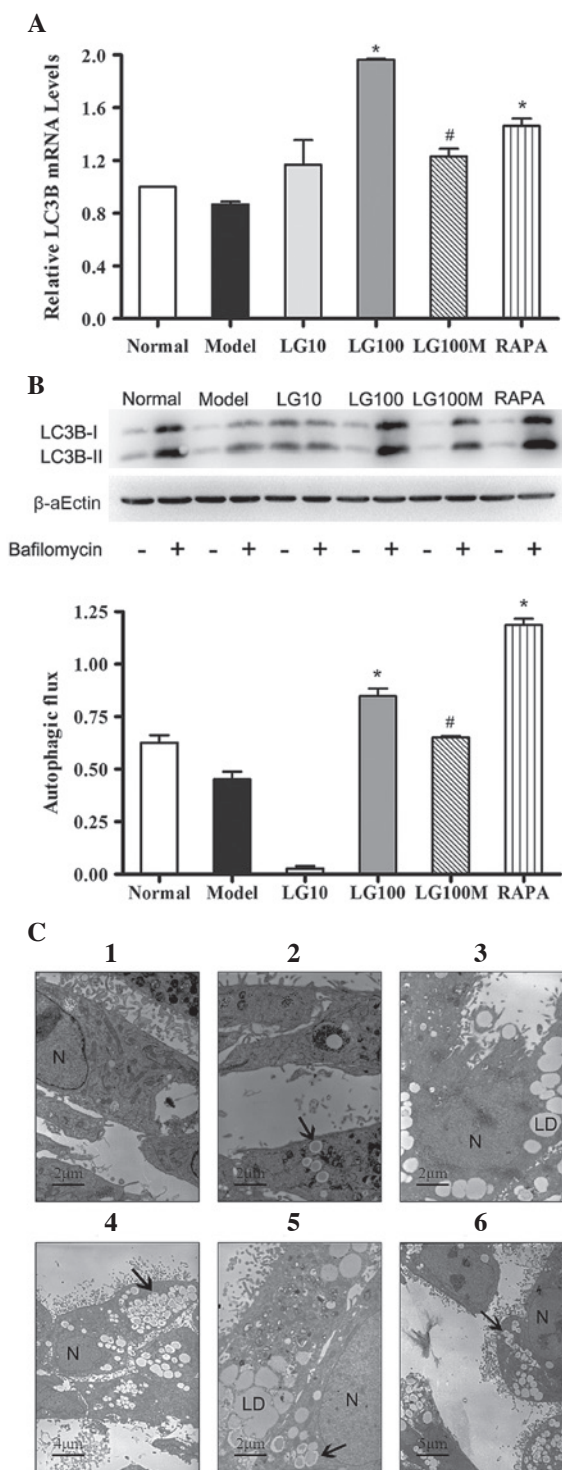 A
Relative LC3B mRNA Levels
2.0
1.6
1.2
0.8
0.4
0.0
*
#
*
Normal Model LG10 LG100 LG100M RAPA
B
Normal Model LG10 LG100 LG100M RAPA
LC3B-I
LC3B-II
β-aEctin
Bafilomycin - + - + - + - + - + - +
Autophagic flux
1.25
1.00
0.75
0.50
0.25
0.00
*
#
*
Normal Model LG10 LG100 LG100M RAPA
C
1 2 3
N
2μm
2μm
LD
N
2μm
4 5 6
N
4μm
LD
N
2μm
N
5μm